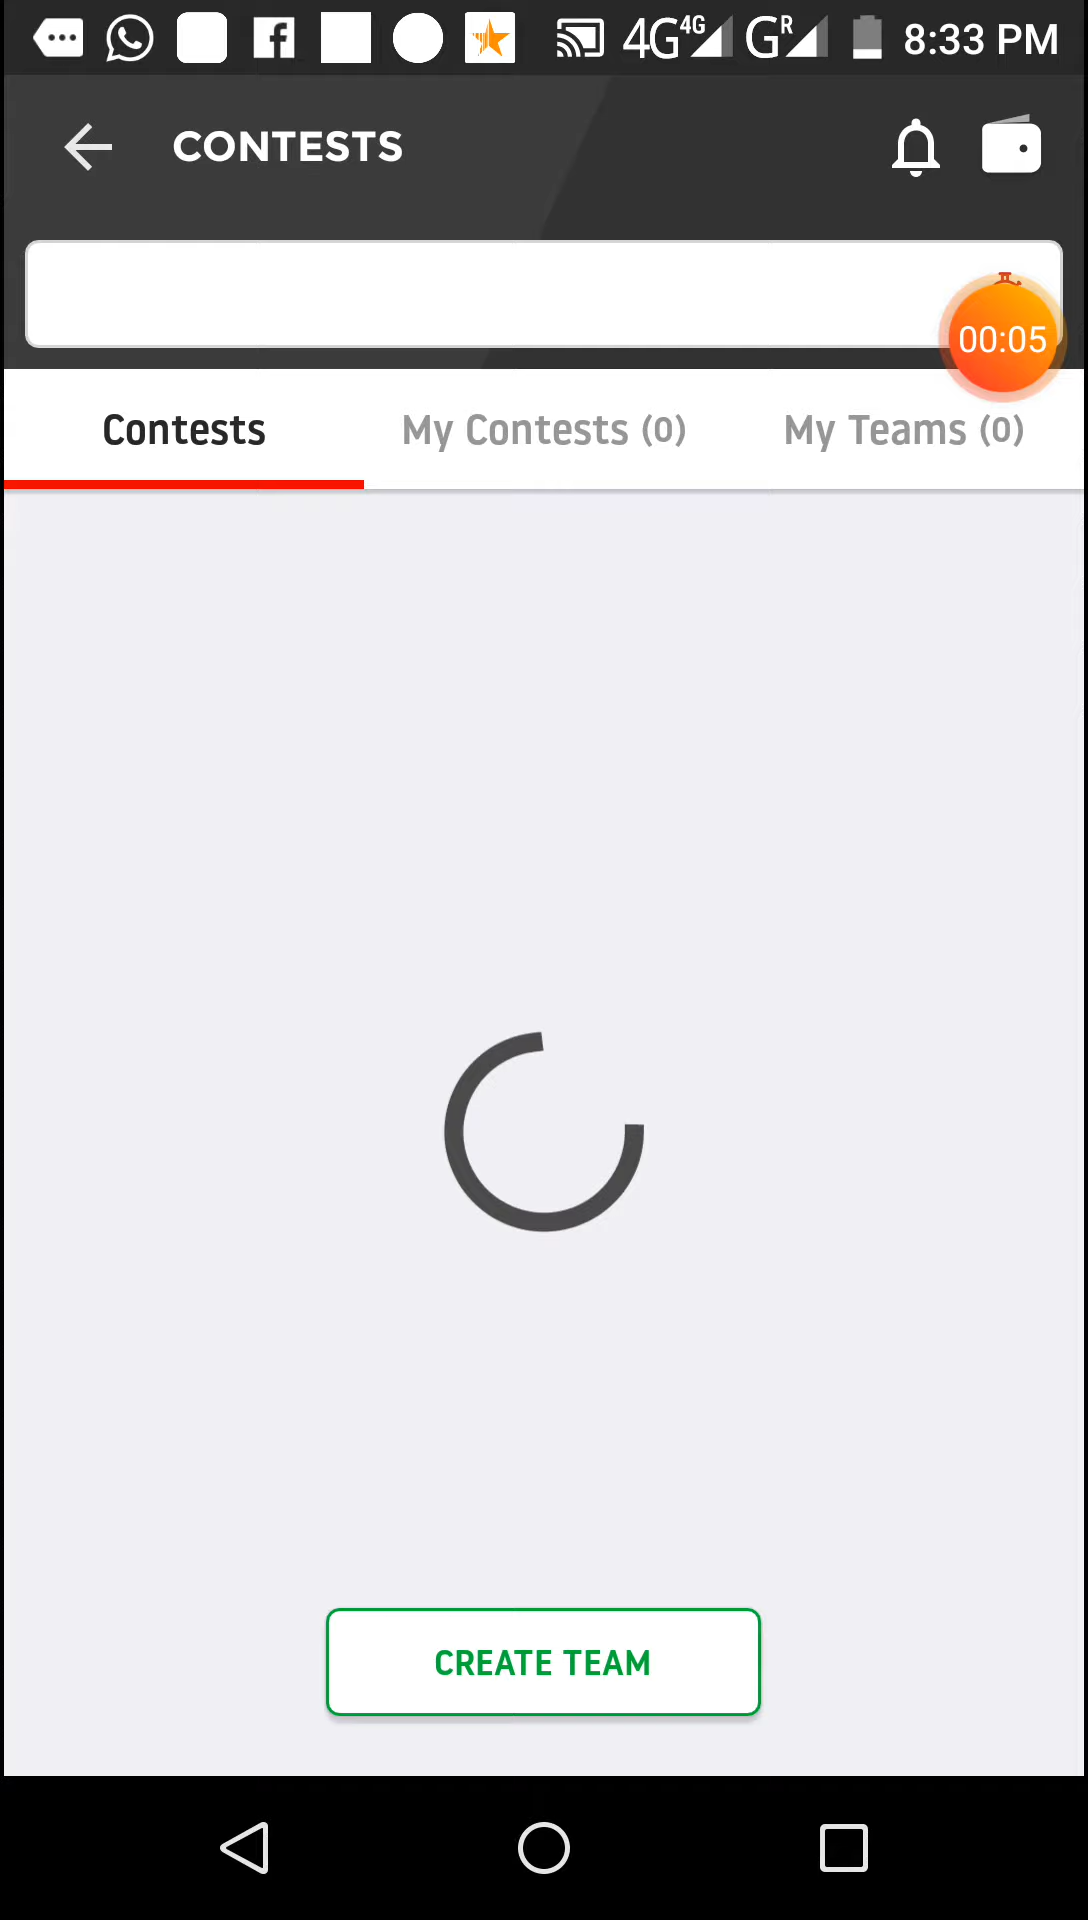 4G 4G G R 8:33 PM
CONTESTS
00:05
Contests My Contests (0) My Teams (0)
CREATE TEAM